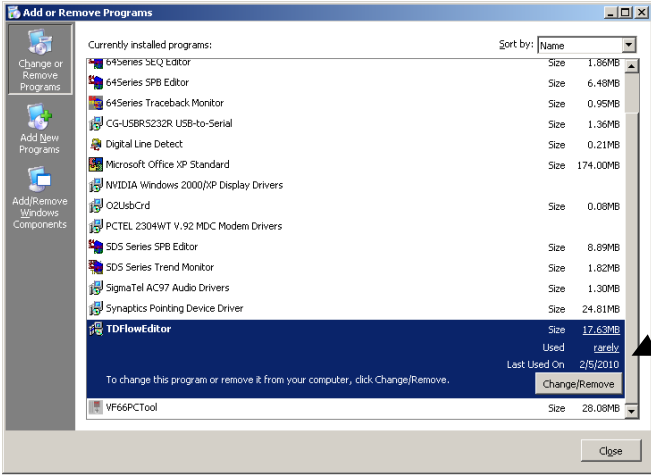 Add or Remove Programs
Change or
Remove
Programs
Add New
Programs
Add/Remove
Windows
Components
Currently installed programs:
Sort by: Name
64Series SEQ Editor Size 1.86MB
64Series SPB Editor Size 6.48MB
64Series Traceback Monitor Size 0.95MB
CG-USBRS232R USB-to-Serial Size 1.36MB
Digital Line Detect Size 0.21MB
Microsoft Office XP Standard Size 174.00MB
NVIDIA Windows 2000/XP Display Drivers
O2UsbCrd Size 0.08MB
PCTEL 2304WT V.92 MDC Modem Drivers
SDS Series SPB Editor Size 8.89MB
SDS Series Trend Monitor Size 1.82MB
SigmaTel AC97 Audio Drivers Size 1.30MB
Synaptics Pointing Device Driver Size 24.81MB
TDFlowEditor Size 17.63MB
Used rarely
Last Used On 2/5/2010
To change this program or remove it from your computer, click Change/Remove. Change/Remove
VF66PCTool Size 28.08MB
Close